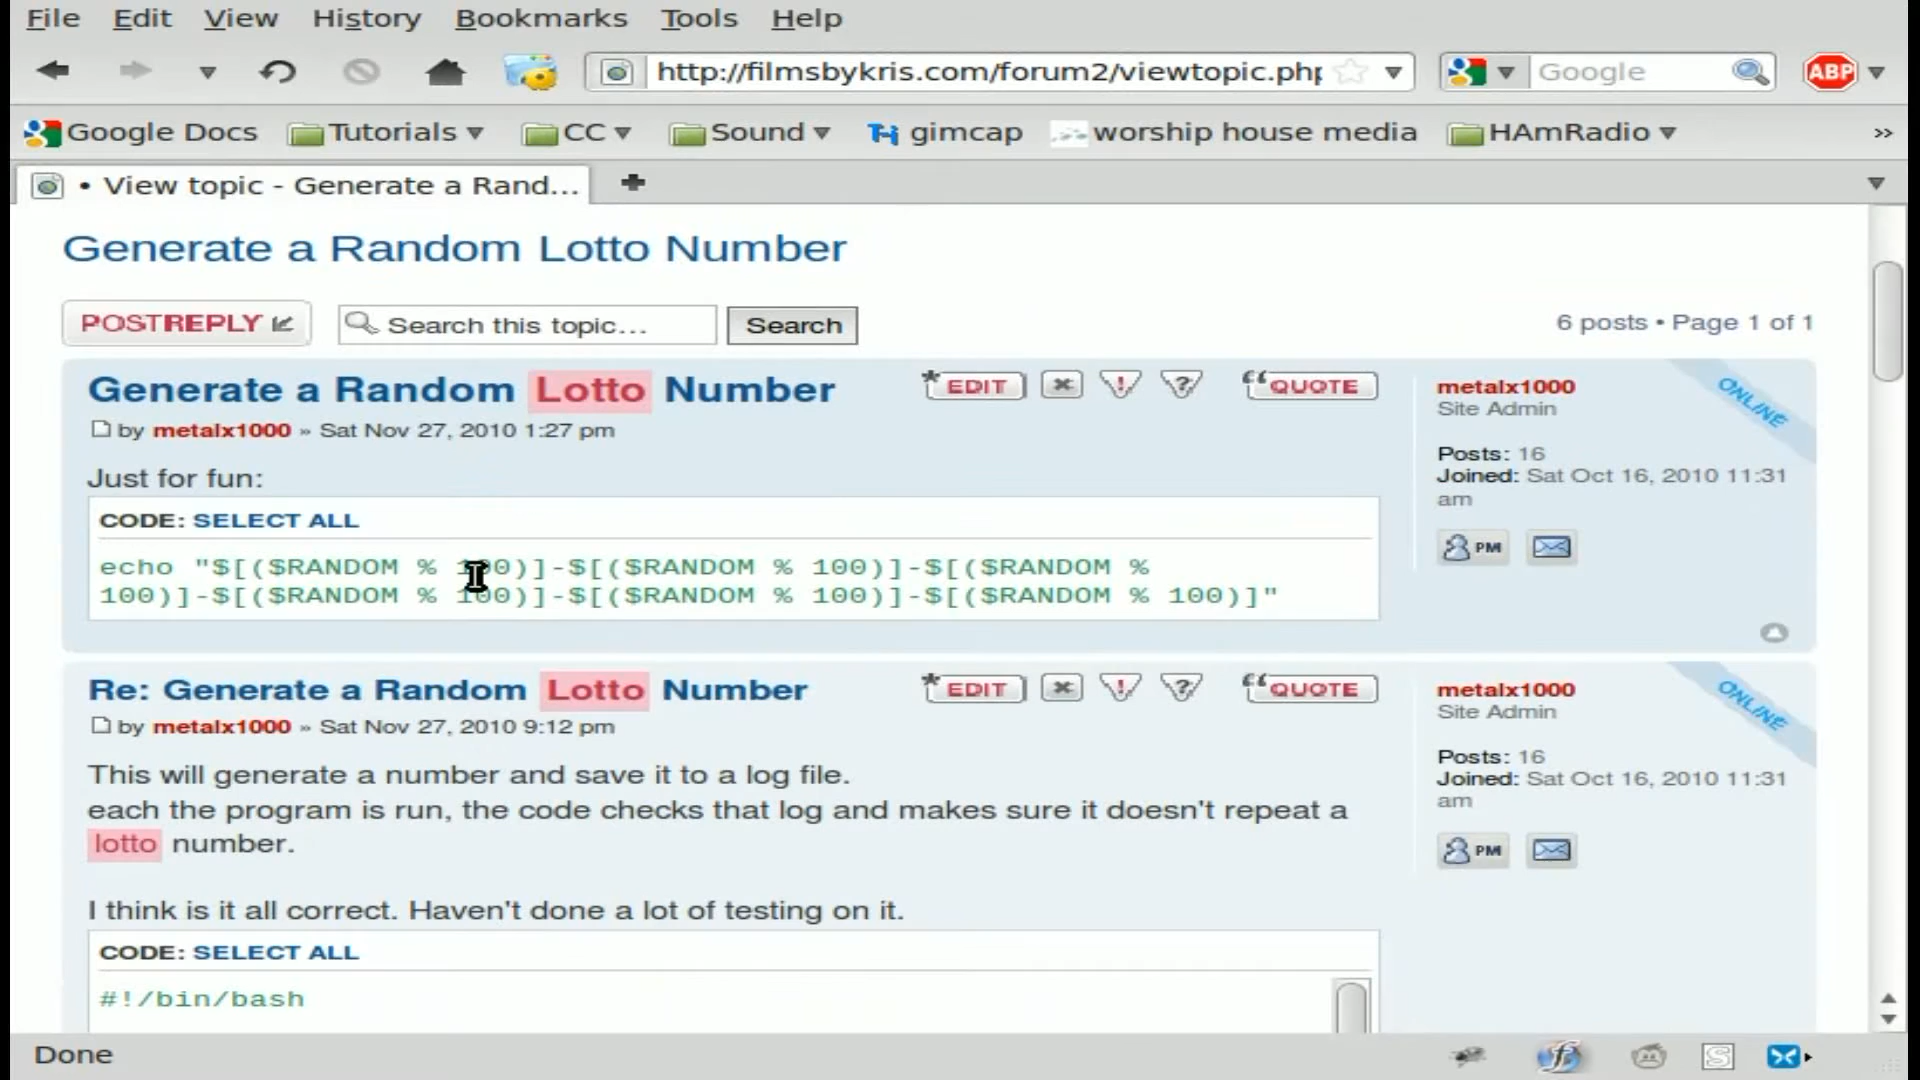 File Edit View History Bookmarks Tools Help
http://filmsbykris.com/forum2/viewtopic.php Google ABP
Google Docs Tutorials CC Sound gimcap worship house media HAmRadio »
• View topic - Generate a Rand...
Generate a Random Lotto Number
POSTREPLY Search this topic... Search 6 posts • Page 1 of 1
Generate a Random Lotto Number EDIT QUOTE metalx1000 ONLINE
Site Admin
by metalx1000 » Sat Nov 27, 2010 1:27 pm
Posts: 16
Just for fun: Joined: Sat Oct 16, 2010 11:31
am
CODE: SELECT ALL
PM
echo "$[($RANDOM % 100)]-$[($RANDOM % 100)]-$[($RANDOM %
100)]-$[($RANDOM % 100)]-$[($RANDOM % 100)]-$[($RANDOM % 100)]"
Re: Generate a Random Lotto Number EDIT QUOTE metalx1000 ONLINE
Site Admin
by metalx1000 » Sat Nov 27, 2010 9:12 pm
Posts: 16
This will generate a number and save it to a log file. Joined: Sat Oct 16, 2010 11:31
am
each the program is run, the code checks that log and makes sure it doesn't repeat a
lotto number. PM
I think is it all correct. Haven't done a lot of testing on it.
CODE: SELECT ALL
#!/bin/bash
Done